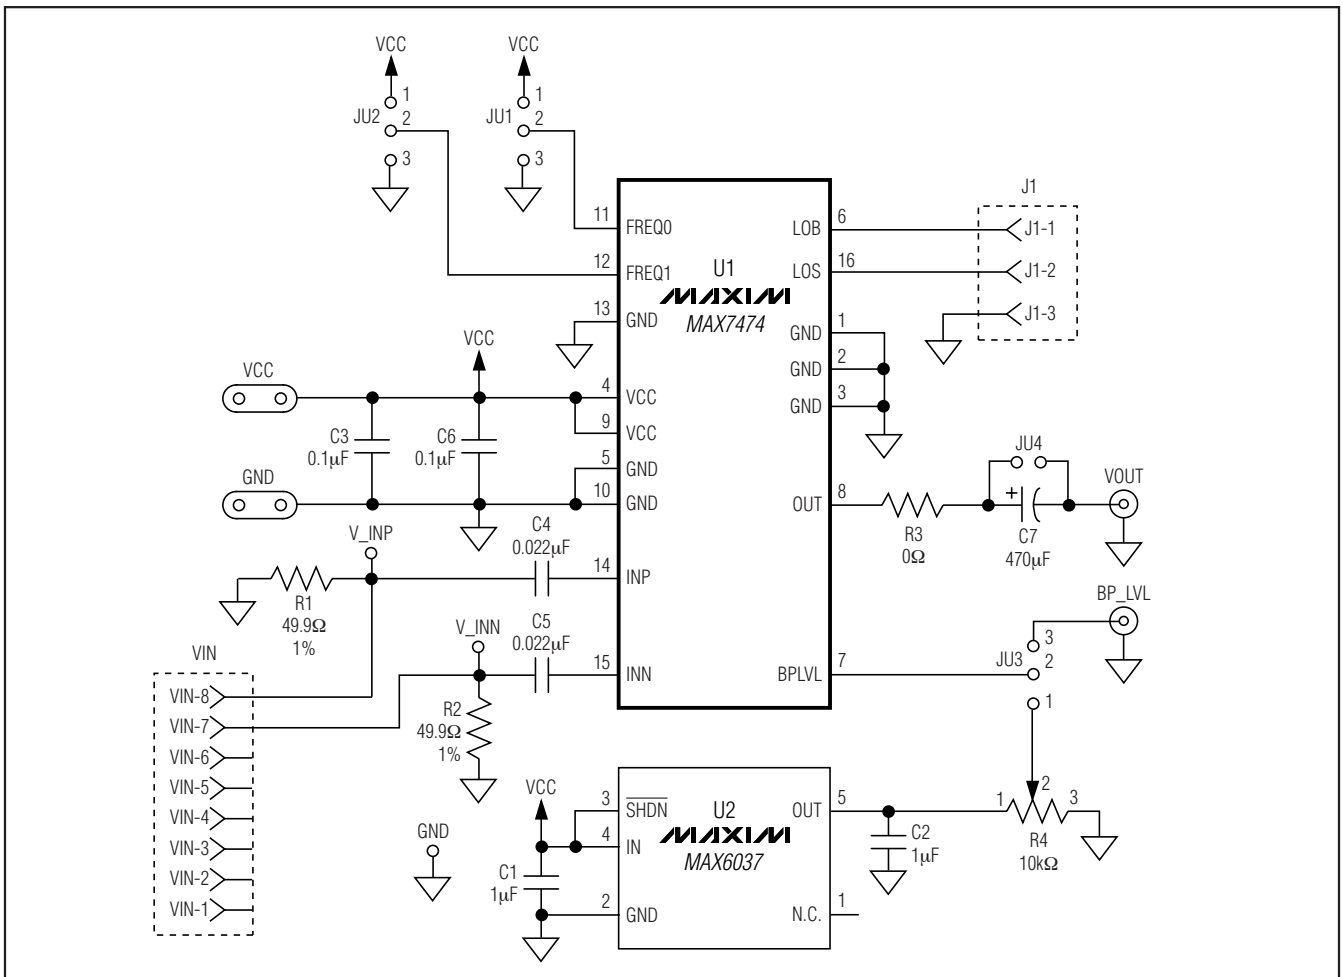 VCC
VCC
1
JU2
2
3
1
JU1
2
3
J1
11
FREQ0
12
FREQ1
13
GND
U1
MAXIM
MAX7474
LOB
6
J1-1
LOS
16
J1-2
J1-3
GND
1
GND
2
GND
3
VCC
VCC
4
VCC
9
VCC
C3
0.1µF
C6
0.1µF
5
GND
GND
10
GND
OUT
8
R3
0Ω
JU4
+
C7
470µF
VOUT
V_INP
C4
0.022µF
14
INP
R1
49.9Ω
1%
V_INN
C5
0.022µF
15
INN
BPLVL
7
BP_LVL
JU3
3
2
1
R2
49.9Ω
1%
VIN
VIN-8
VIN-7
VIN-6
VIN-5
VIN-4
VIN-3
VIN-2
VIN-1
GND
VCC
C1
1µF
3
SHDN
4
IN
2
GND
U2
MAXIM
MAX6037
OUT
5
N.C.
1
C2
1µF
1
2
3
R4
10kΩ